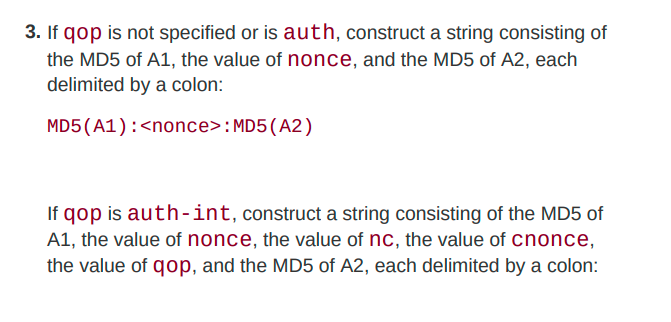 3. If qop is not specified or is auth, construct a string consisting of
the MD5 of A1, the value of nonce, and the MD5 of A2, each
delimited by a colon:
MD5(A1):<nonce>:MD5(A2)
If qop is auth-int, construct a string consisting of the MD5 of
A1, the value of nonce, the value of nc, the value of cnonce,
the value of qop, and the MD5 of A2, each delimited by a colon: